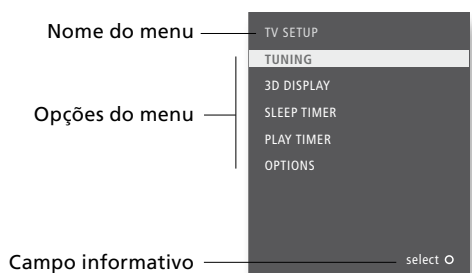 Nome do menu
TV SETUP
TUNING
3D DISPLAY
Opções do menu
SLEEP TIMER
PLAY TIMER
OPTIONS
Campo informativo
select